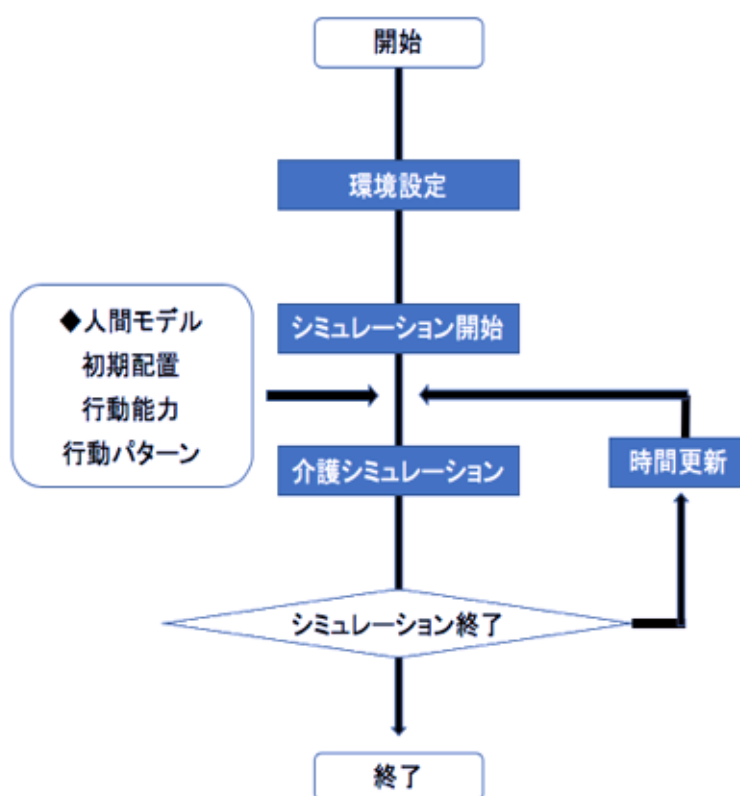 開始
環境設定
シミュレーション開始
◆人間モデル
初期配置
行動能力
行動パターン
介護シミュレーション
時間更新
シミュレーション終了
終了